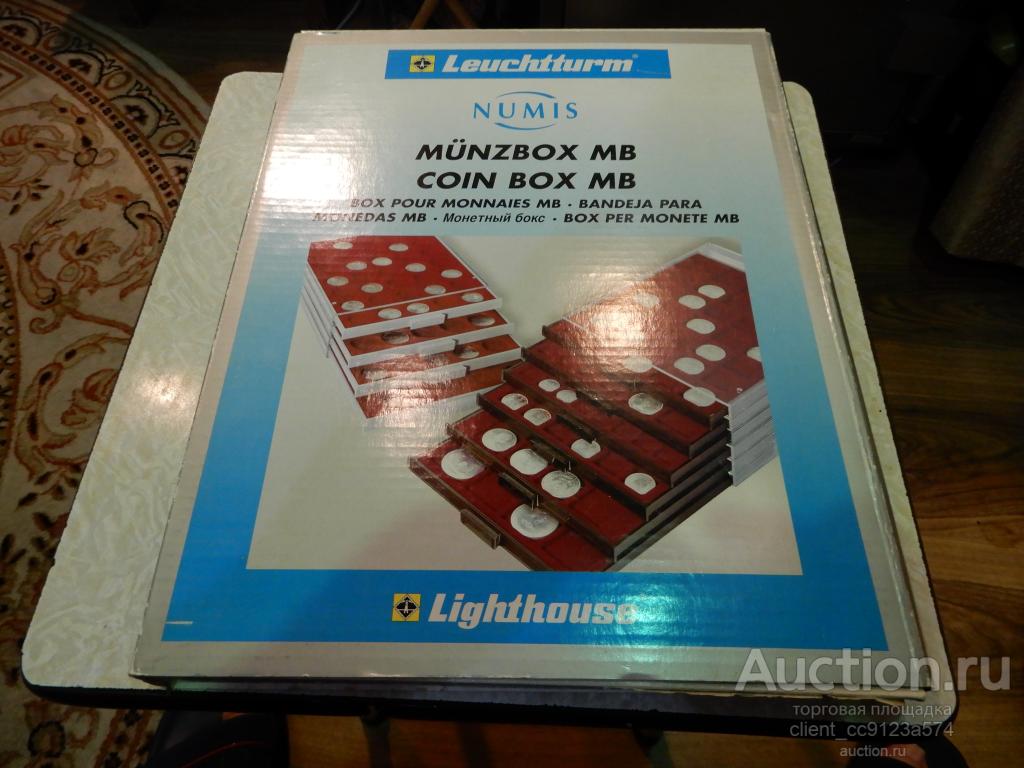 Leuchtturm®
NUMIS
MÜNZBOX MB
COIN BOX MB
BOX POUR MONNAIES MB · BANDEJA PARA
MONEDAS MB · Монетный бокс · BOX PER MONETE MB
Lighthouse
Auction.ru
торговая площадка
client_cc9123a574
auction.ru